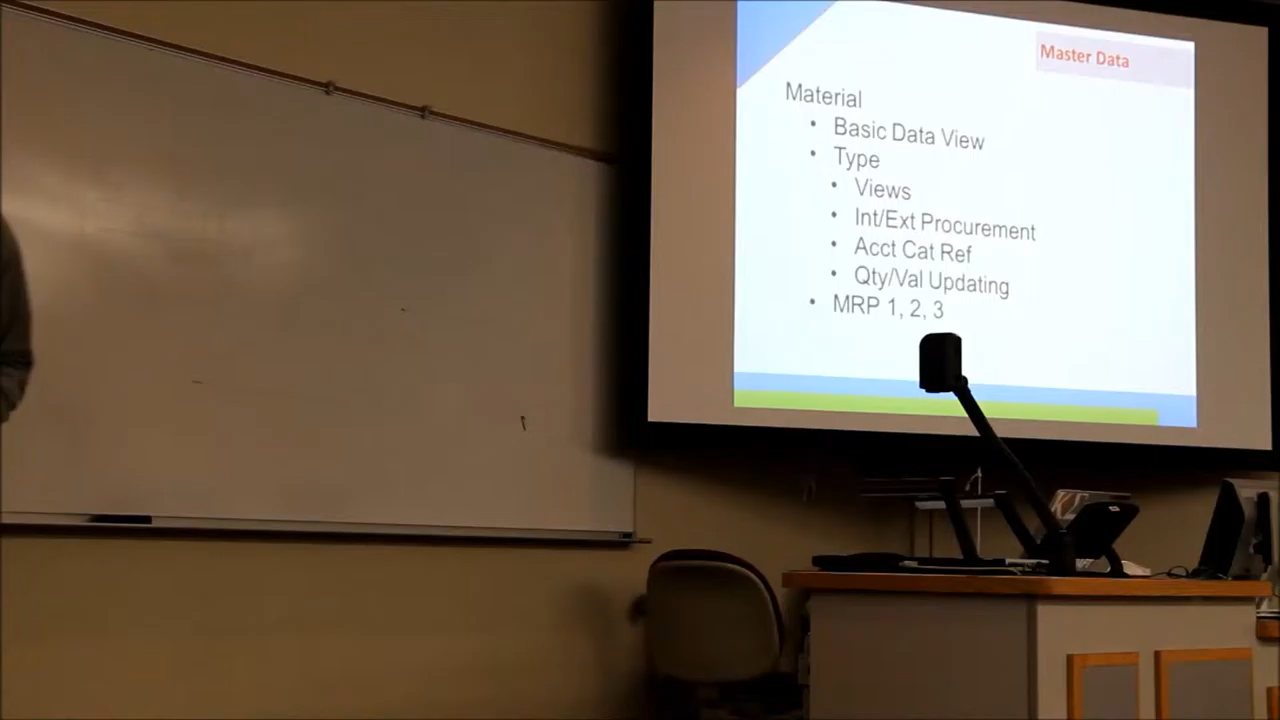 Master Data
Material
• Basic Data View
• Type
• Views
• Int/Ext Procurement
• Acct Cat Ref
• Qty/Val Updating
• MRP 1, 2, 3